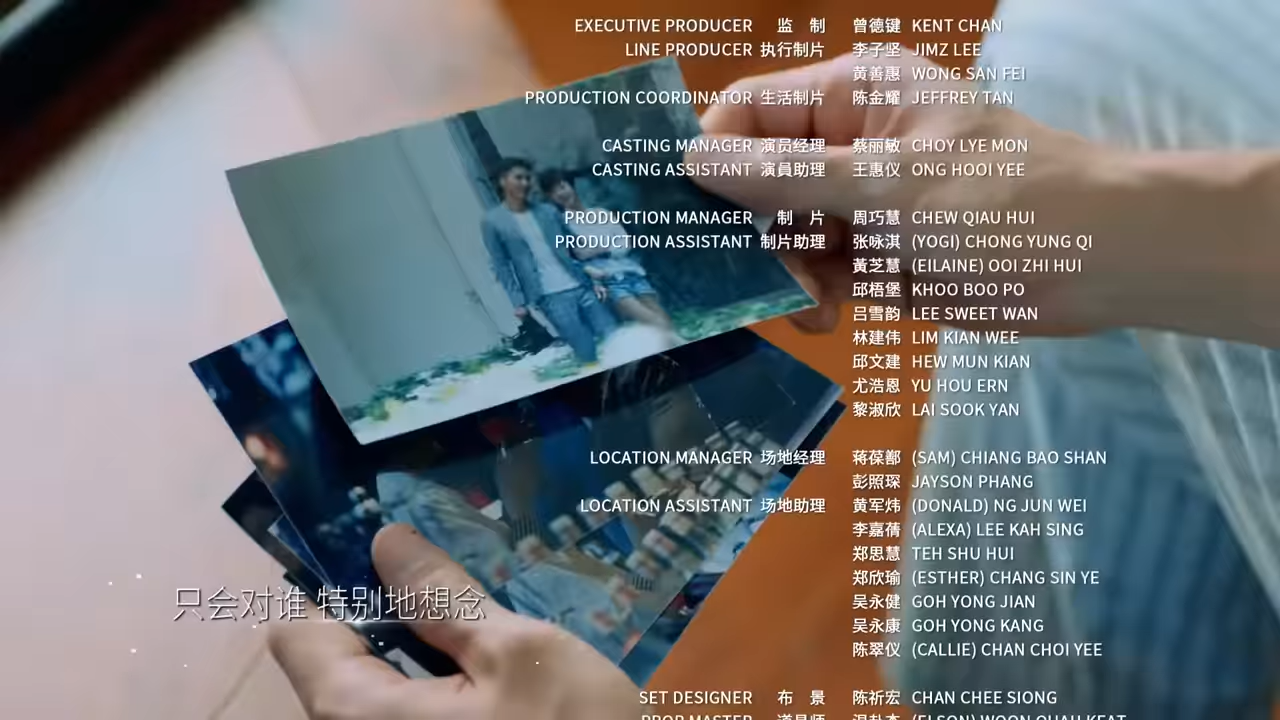 EXECUTIVE PRODUCER 监 制 曾德键 KENT CHAN
LINE PRODUCER 执行制片 李子坚 JIMZ LEE
黄善惠 WONG SAN FEI
PRODUCTION COORDINATOR 生活制片 陈金耀 JEFFREY TAN
CASTING MANAGER 演员经理 蔡丽敏 CHOY LYE MON
CASTING ASSISTANT 演員助理 王惠仪 ONG HOOI YEE
PRODUCTION MANAGER 制 片 周巧慧 CHEW QIAU HUI
PRODUCTION ASSISTANT 制片助理 张咏淇 (YOGI) CHONG YUNG QI
黃芝慧 (EILAINE) OOI ZHI HUI
邱梧堡 KHOO BOO PO
吕雪韵 LEE SWEET WAN
林建伟 LIM KIAN WEE
邱文建 HEW MUN KIAN
尤浩恩 YU HOU ERN
黎淑欣 LAI SOOK YAN
LOCATION MANAGER 场地经理 蒋葆鄯 (SAM) CHIANG BAO SHAN
彭照琛 JAYSON PHANG
LOCATION ASSISTANT 场地助理 黄军炜 (DONALD) NG JUN WEI
李嘉蒨 (ALEXA) LEE KAH SING
郑思慧 TEH SHU HUI
郑欣瑜 (ESTHER) CHANG SIN YE
吴永健 GOH YONG JIAN
吴永康 GOH YONG KANG
陈翠仪 (CALLIE) CHAN CHOI YEE
只会对谁 特别地想念
SET DESIGNER 布 景 陈祈宏 CHAN CHEE SIONG
PROP MASTER 道具师 (ELSON) WOON QUAN KEAT